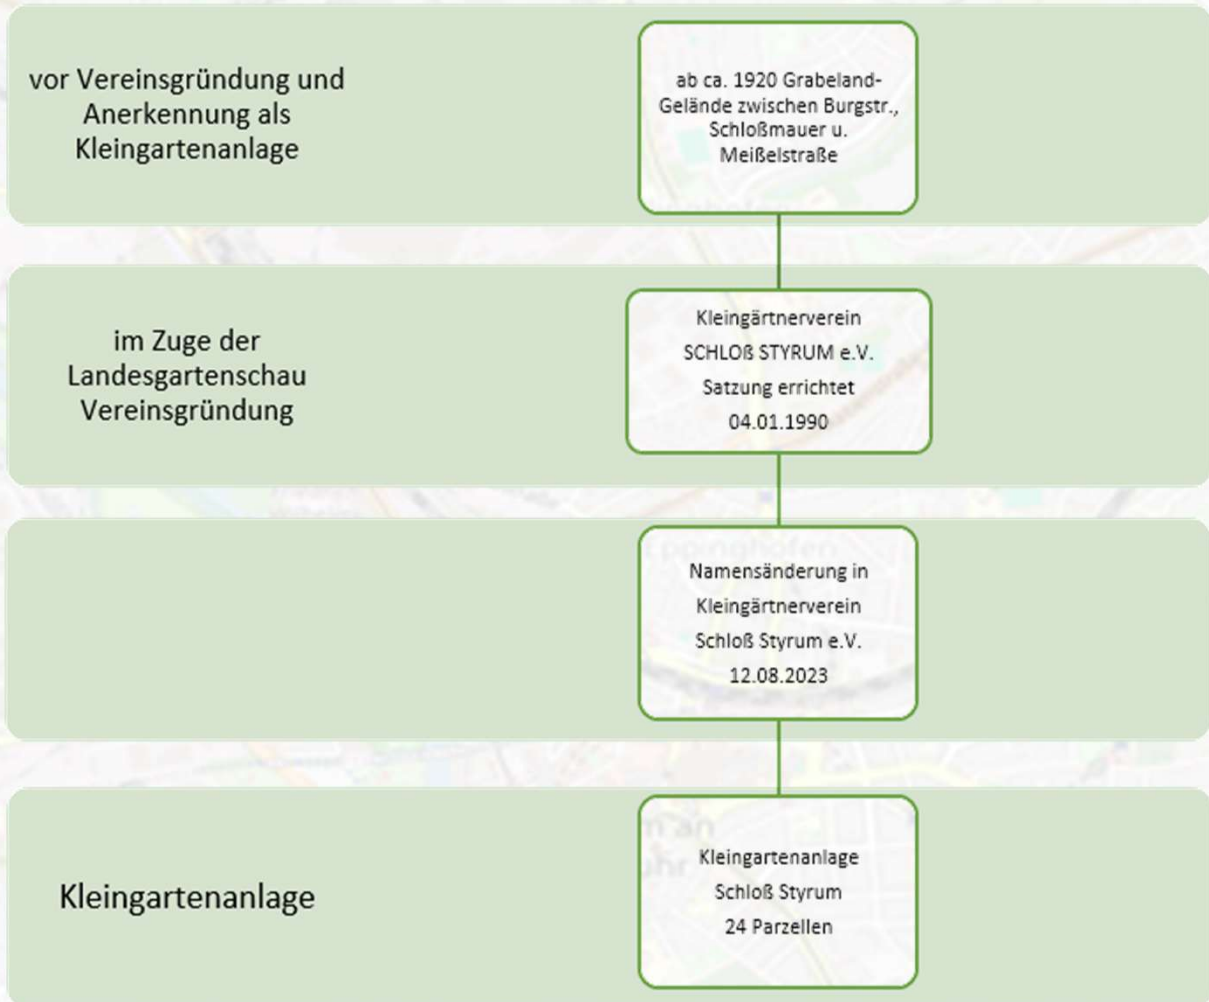 vor Vereinsgründung und
Anerkennung als
Kleingartenanlage
ab ca. 1920 Grabeland-
Gelände zwischen Burgstr.,
Schloßmauer u.
Meißelstraße
im Zuge der
Landesgartenschau
Vereinsgründung
Kleingärtnerverein
SCHLOß STYRUM e.V.
Satzung errichtet
04.01.1990
Eppinghofen
Namensänderung in
Kleingärtnerverein
Schloß Styrum e.V.
12.08.2023
Kleingartenanlage
Kleingartenanlage
Schloß Styrum
24 Parzellen